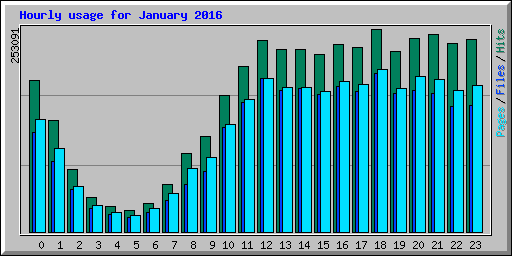 Hourly usage for January 2016
253091
Pages/Files/Hits
0 1 2 3 4 5 6 7 8 9 10 11 12 13 14 15 16 17 18 19 20 21 22 23